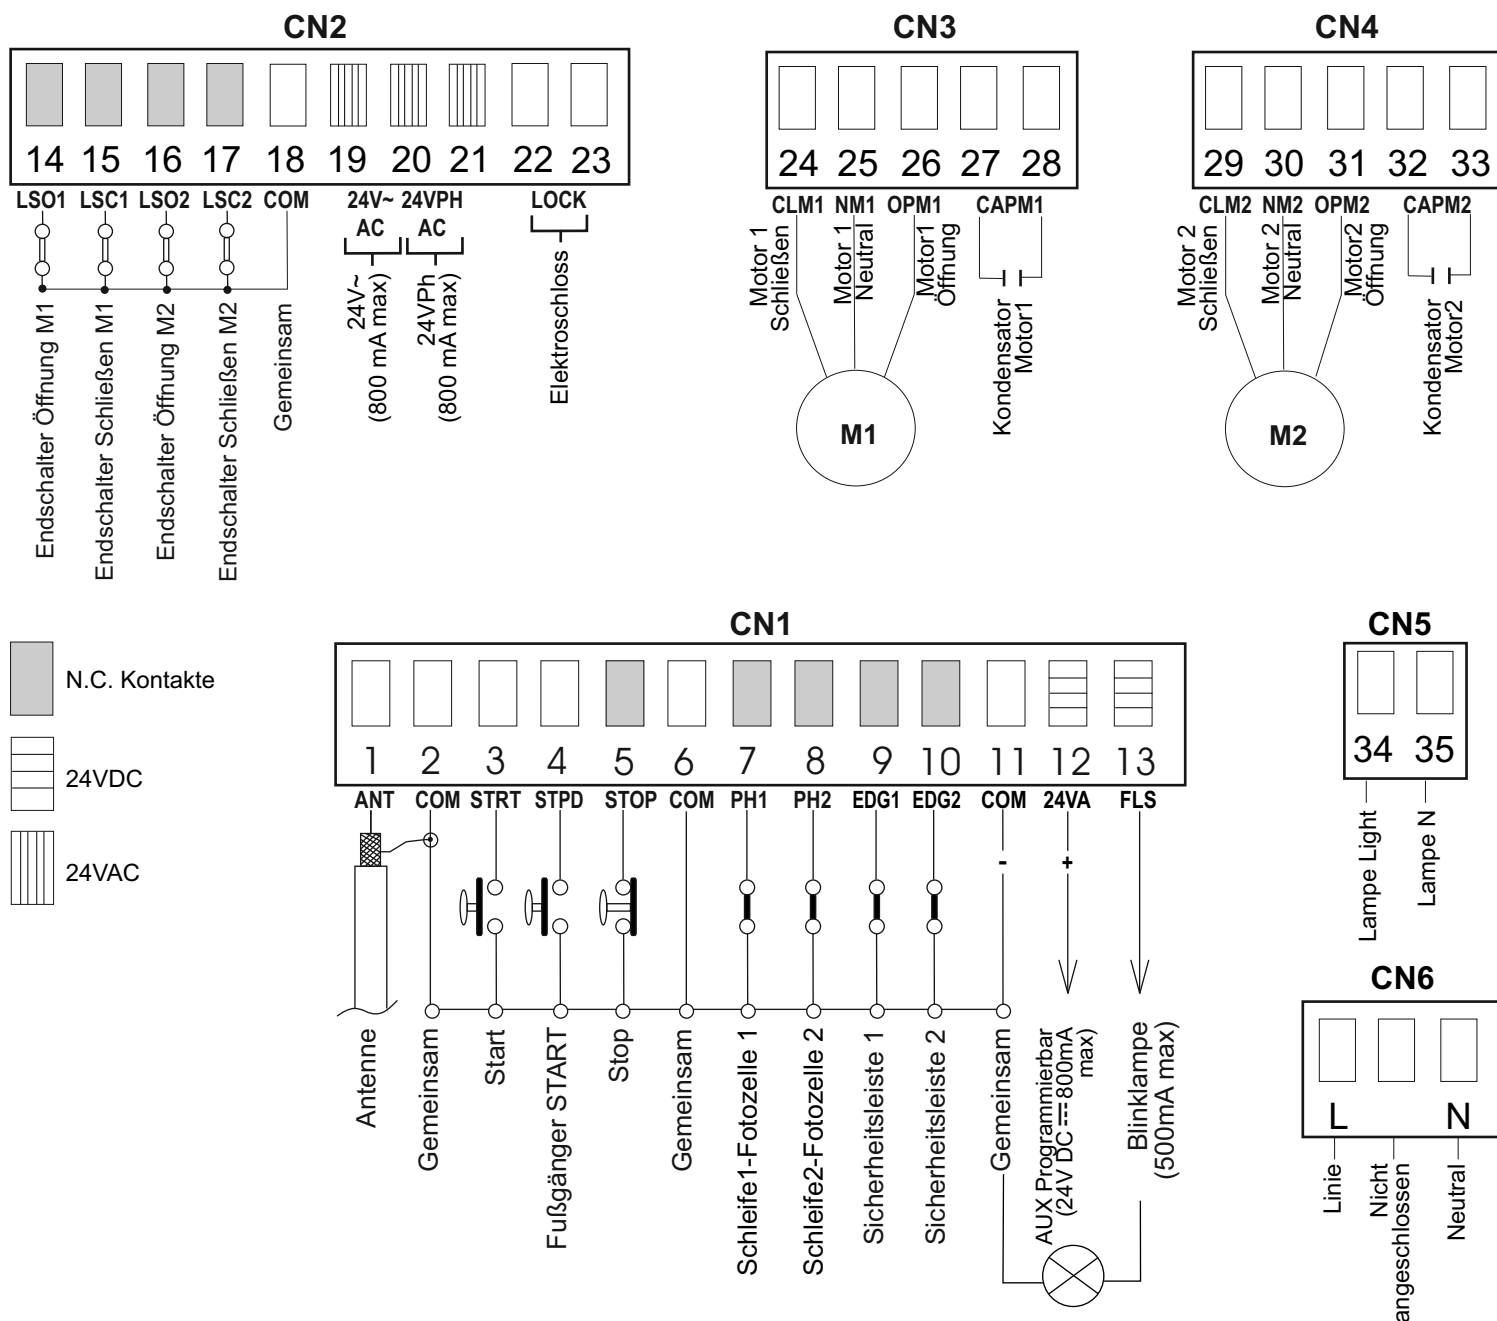 CN2
14 15 16 17 18 19 20 21 22 23
LSO1 LSC1 LSO2 LSC2 COM 24V~ 24VPH LOCK
AC AC
Endschalter Öffnung M1
Endschalter Schließen M1
Endschalter Öffnung M2
Endschalter Schließen M2
Gemeinsam
24V~
(800 mA max)
24VPh
(800 mA max)
Elektroschloss
CN3
24 25 26 27 28
CLM1 NM1 OPM1 CAPM1
Motor 1
Schließen
Motor 1
Neutral
Motor1
Öffnung
Kondensator
Motor1
M1
CN4
29 30 31 32 33
CLM2 NM2 OPM2 CAPM2
Motor 2
Schließen
Motor 2
Neutral
Motor2
Öffnung
Kondensator
Motor2
M2
N.C. Kontakte
24VDC
24VAC
CN1
1 2 3 4 5 6 7 8 9 10 11 12 13
ANT COM STRT STPD STOP COM PH1 PH2 EDG1 EDG2 COM 24VA FLS
- +
Antenne
Gemeinsam
Start
Fußgänger START
Stop
Gemeinsam
Schleife1-Fotozelle 1
Schleife2-Fotozelle 2
Sicherheitsleiste 1
Sicherheitsleiste 2
Gemeinsam
AUX Programmierbar
(24V DC⎓800mA
max)
Blinklampe
(500mA max)
CN5
34 35
Lampe Light
Lampe N
CN6
L N
Linie
Nicht
angeschlossen
Neutral